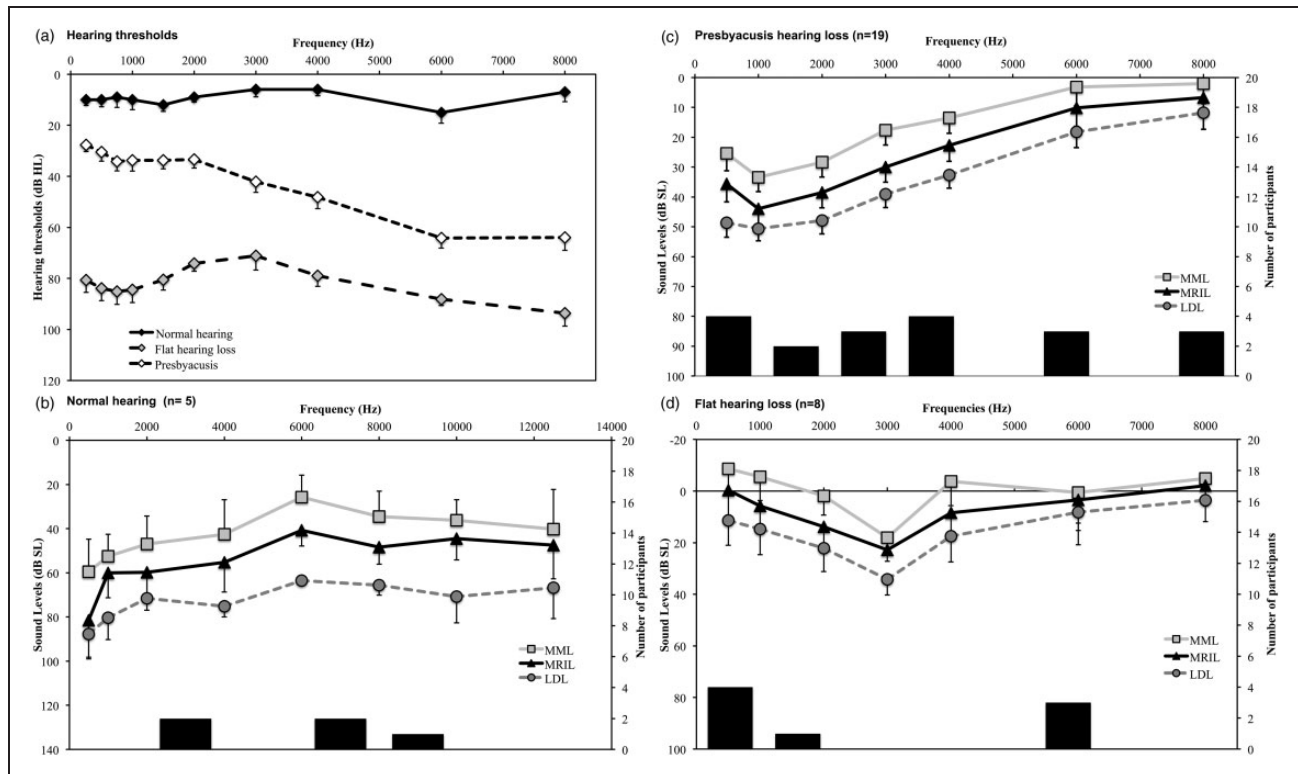 (a) Hearing thresholds
Frequency (Hz)
0 1000 2000 3000 4000 5000 6000 7000 8000
0
20
40
60
80
100
120
Hearing thresholds (dB HL)
Normal hearing
Flat hearing loss
Presbyacusis
(b) Normal hearing (n= 5)
Frequency (Hz)
0 2000 4000 6000 8000 10000 12000 14000
0
20
40
60
80
100
120
140
Sound Levels (dB SL)
20
18
16
14
12
10
8
6
4
2
0
Number of participants
MML
MRIL
LDL
(c) Presbyacusis hearing loss (n=19)
Frequency (Hz)
0 1000 2000 3000 4000 5000 6000 7000 8000
0
10
20
30
40
50
60
70
80
90
100
Sound Levels (dB SL)
20
18
16
14
12
10
8
6
4
2
0
Number of participants
MML
MRIL
LDL
(d) Flat hearing loss (n=8)
Frequencies (Hz)
0 1000 2000 3000 4000 5000 6000 7000 8000
-20
0
20
40
60
80
100
Sound Levels (dB SL)
20
18
16
14
12
10
8
6
4
2
0
Number of participants
MML
MRIL
LDL